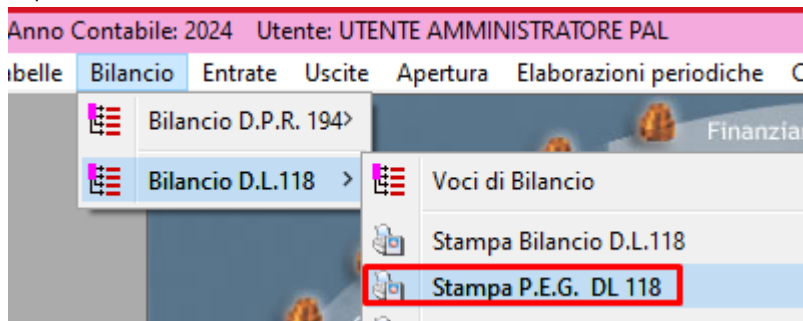 Anno Contabile: 2024 Utente: UTENTE AMMINISTRATORE PAL
abelle Bilancio Entrate Uscite Apertura Elaborazioni periodiche C
Bilancio D.P.R. 194>
Finanzia
Bilancio D.L.118 >
Voci di Bilancio
Stampa Bilancio D.L.118
Stampa P.E.G. DL 118